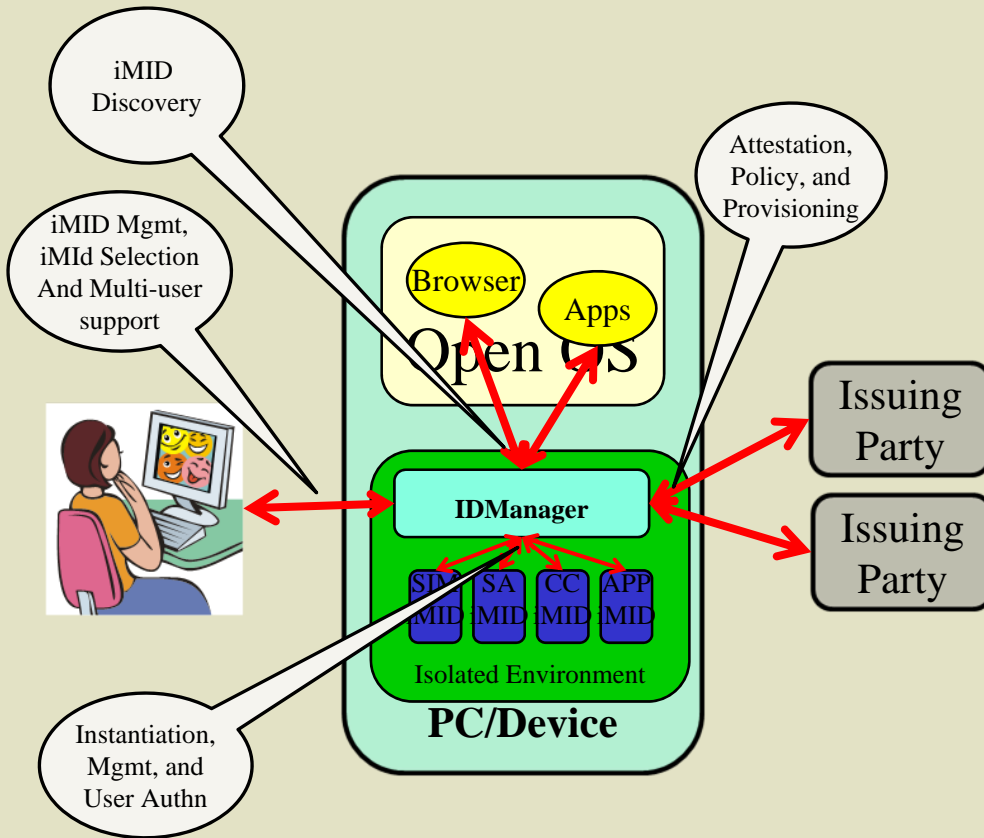 iMID
Discovery
Attestation,
Policy, and
Provisioning
iMID Mgmt,
iMId Selection
And Multi-user
support
Browser
Apps
Open OS
Issuing
Party
IDManager
Issuing
Party
SIM
iMID
SA
iMID
CC
iMID
APP
iMID
Isolated Environment
PC/Device
Instantiation,
Mgmt, and
User Authn